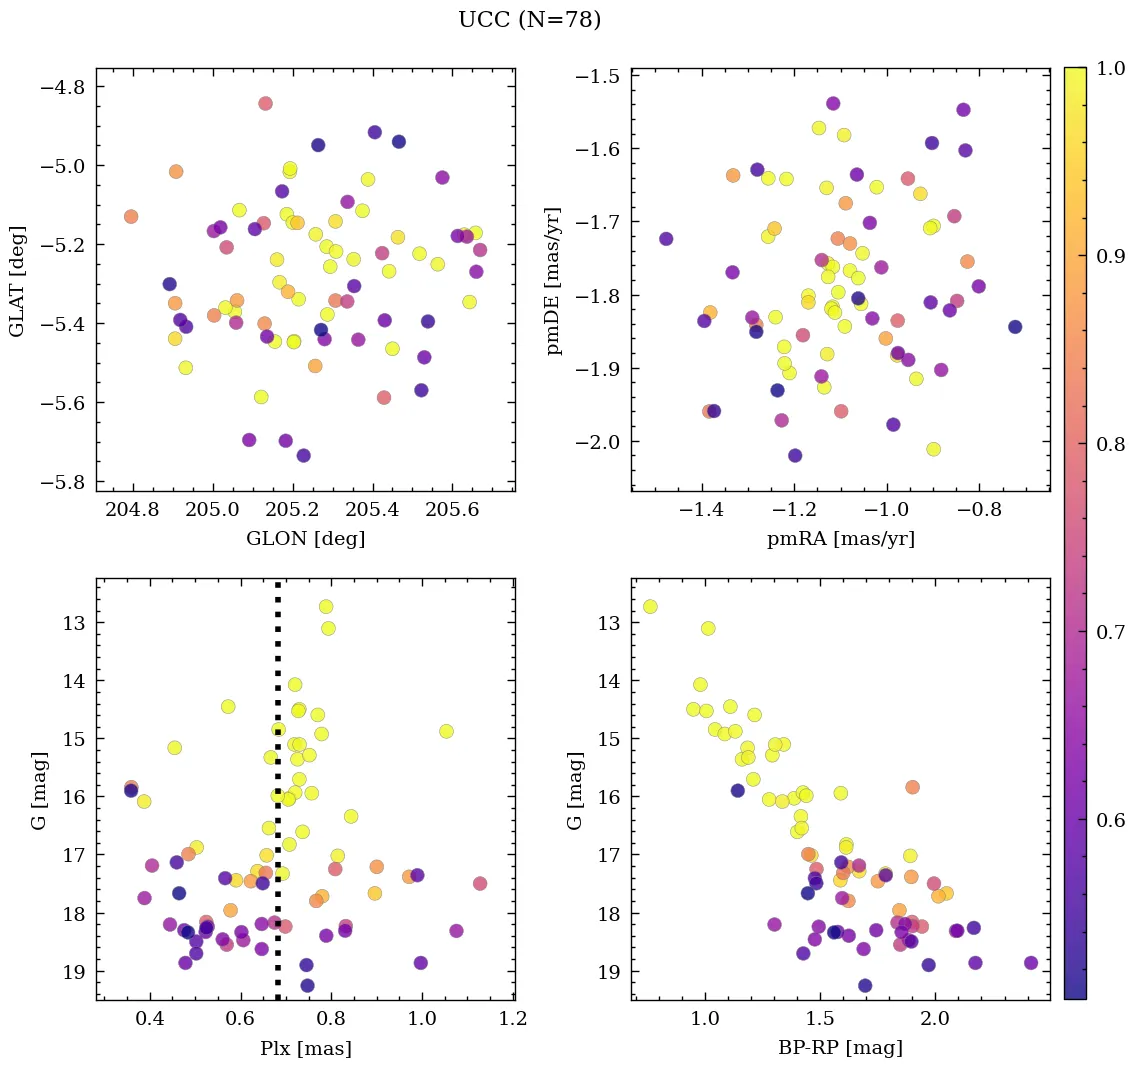 UCC (N=78)
−4.8
−5.0
−5.2
−5.4
−5.6
−5.8
GLAT [deg]
204.8 205.0 205.2 205.4 205.6
GLON [deg]
−1.5
−1.6
−1.7
−1.8
−1.9
−2.0
pmDE [mas/yr]
−1.4 −1.2 −1.0 −0.8
pmRA [mas/yr]
1.0
0.9
0.8
0.7
0.6
13
14
15
16
17
18
19
G [mag]
0.4 0.6 0.8 1.0 1.2
Plx [mas]
13
14
15
16
17
18
19
G [mag]
1.0 1.5 2.0
BP-RP [mag]